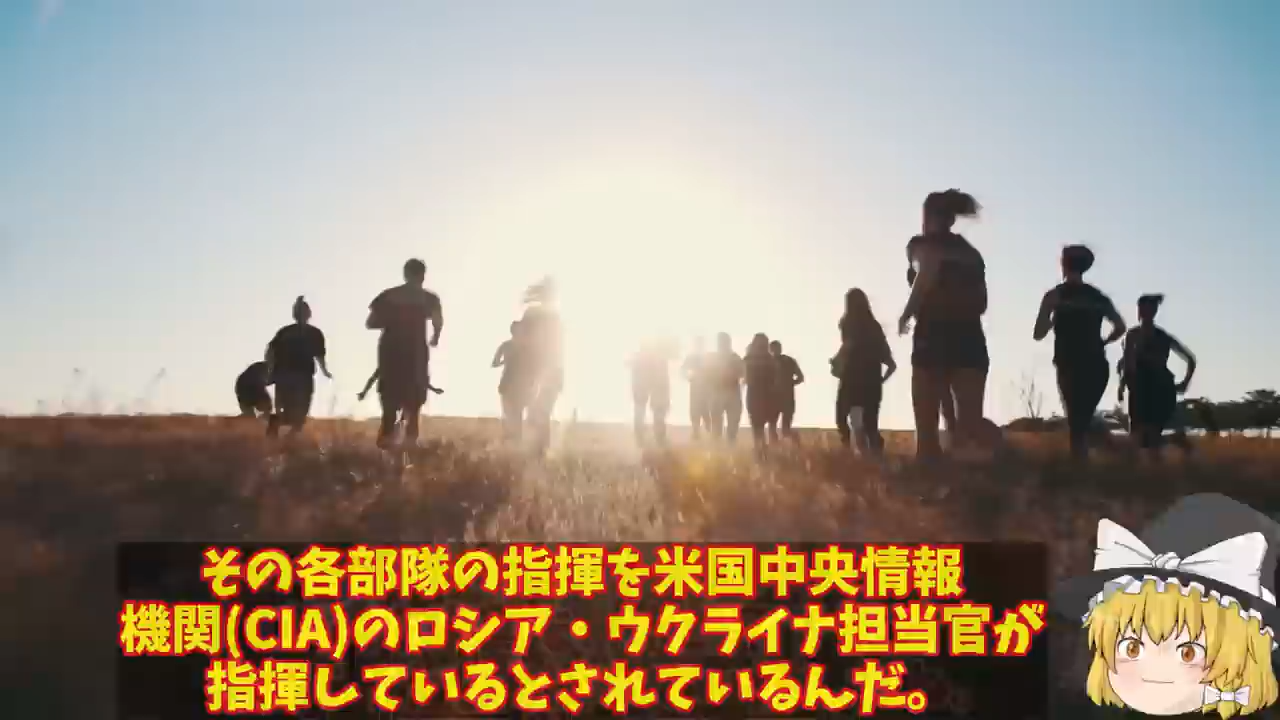 その各部隊の指揮を米国中央情報
機関(CIA)のロシア・ウクライナ担当官が
指揮しているとされているんだ。